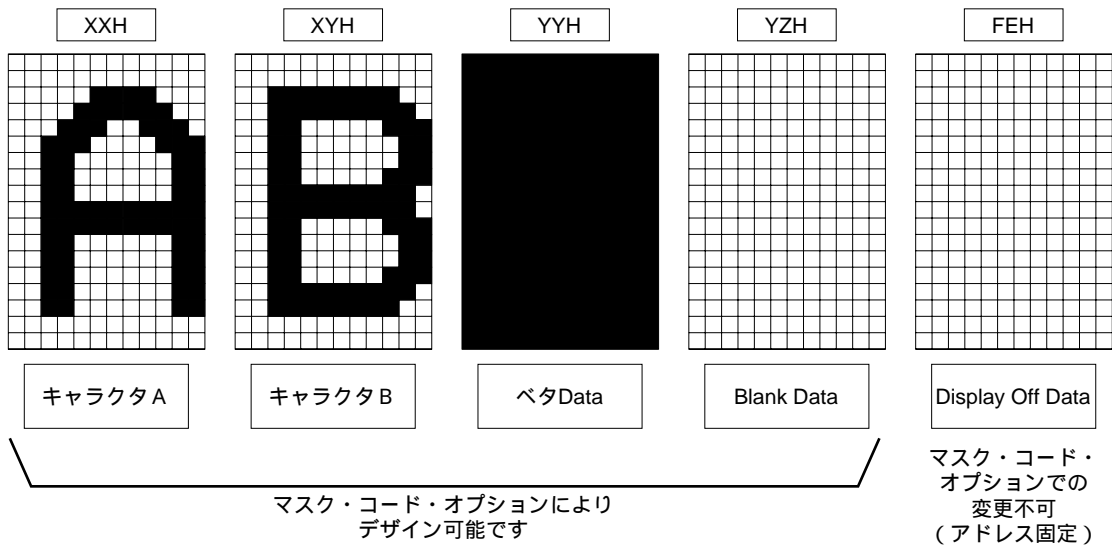 XXH
XYH
YYH
YZH
FEH
キャラクタA
キャラクタB
ベタData
Blank Data
Display Off Data
マスク・コード・オプションにより
デザイン可能です
マスク・コード・
オプションでの
変更不可
(アドレス固定)